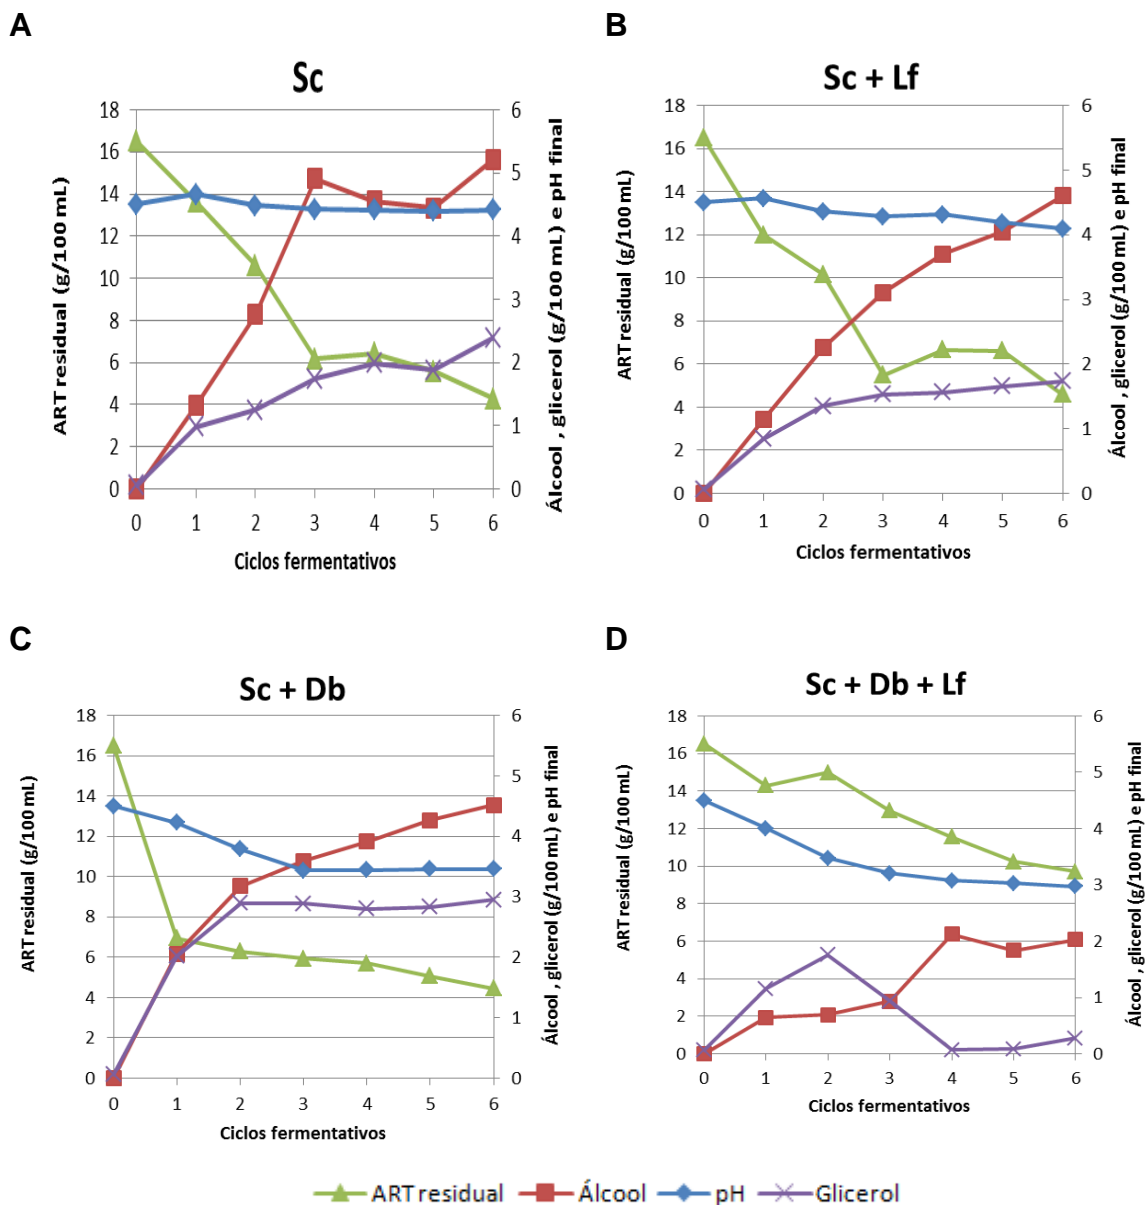 A
Sc
ART residual (g/100 mL)
18
16
14
12
10
8
6
4
2
0
6
5
4
3
2
1
0
Álcool , glicerol (g/100 mL) e pH final
0 1 2 3 4 5 6
Ciclos fermentativos
B
Sc + Lf
ART residual (g/100 mL)
18
16
14
12
10
8
6
4
2
0
6
5
4
3
2
1
0
Álcool , glicerol (g/100 mL) e pH final
0 1 2 3 4 5 6
Ciclos fermentativos
C
Sc + Db
ART residual (g/100 mL)
18
16
14
12
10
8
6
4
2
0
6
5
4
3
2
1
0
Álcool , glicerol (g/100 mL) e pH final
0 1 2 3 4 5 6
Ciclos fermentativos
D
Sc + Db + Lf
ART residual (g/100 mL)
18
16
14
12
10
8
6
4
2
0
6
5
4
3
2
1
0
Álcool , glicerol (g/100 mL) e pH final
0 1 2 3 4 5 6
Ciclos fermentativos
ART residual Álcool pH Glicerol